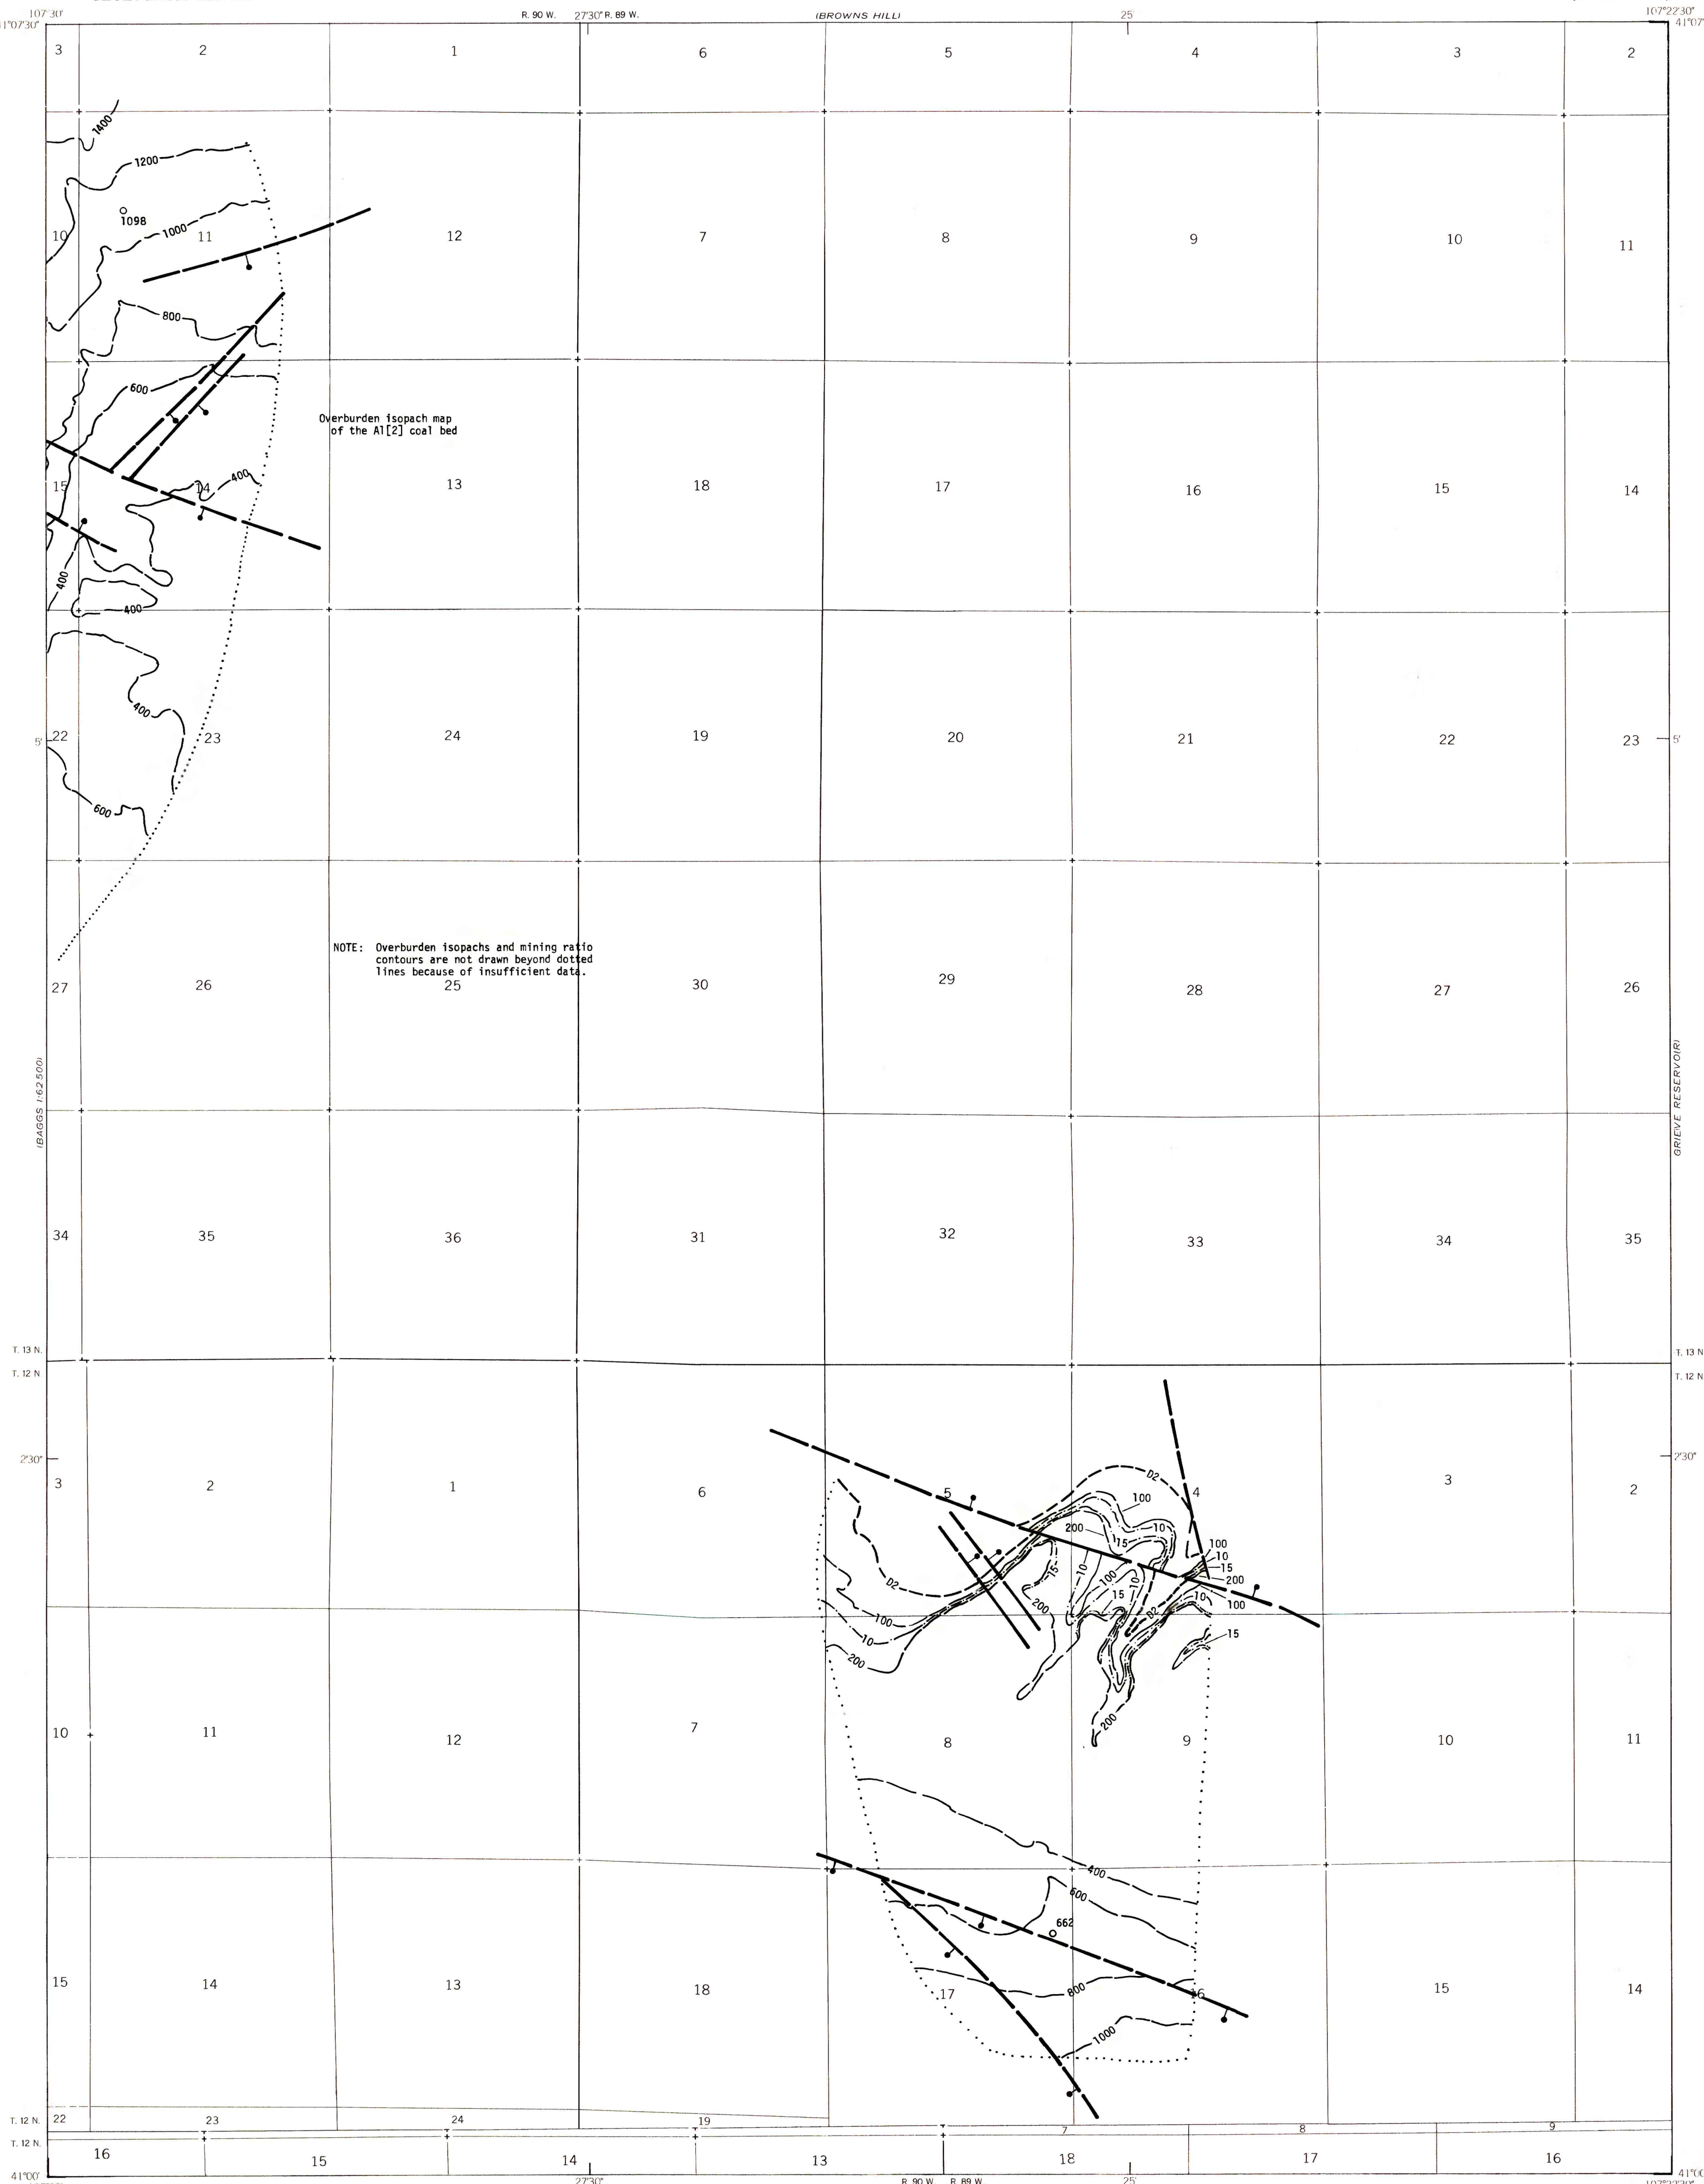 107°30' R. 90 W. 27'30" R. 89 W. (BROWNS HILL) 25' 107°22'30"
41°07'30" 41°07'
3 2 1 6 5 4 3 2
1400
1200
1098
1000
10 11 12 7 8 9 10 11
800
600
Overburden isopach map
of the Al[2] coal bed
400
15 14 13 18 17 16 15 14
400
400
400
5' 22 23 24 19 20 21 22 23 5'
600
NOTE: Overburden isopachs and mining ratio
contours are not drawn beyond dotted
lines because of insufficient data.
27 26 25 30 29 28 27 26
(BAGGS 1:62 500)
GRIEVE RESERVOIR)
34 35 36 31 32 33 34 35
T. 13 N. T. 13 N
T. 12 N T. 12 N
2'30" 2'30"
D2
3 2 1 6 5 4 3 2
100
200 15 10
100
10
15
15 10 100 10 200
D2 15 10
200 100
100 D2
10 15
200
200
10 11 12 7 8 9 10 11
400
600
662
15 14 13 18 17 16 15 14
800
1000
T. 12 N. 22 23 24 19 7 8 9
T. 12 N.
16 15 14 13 18 17 16
41°00' 27'30" R. 90 W. R. 89 W. 25' 41°00